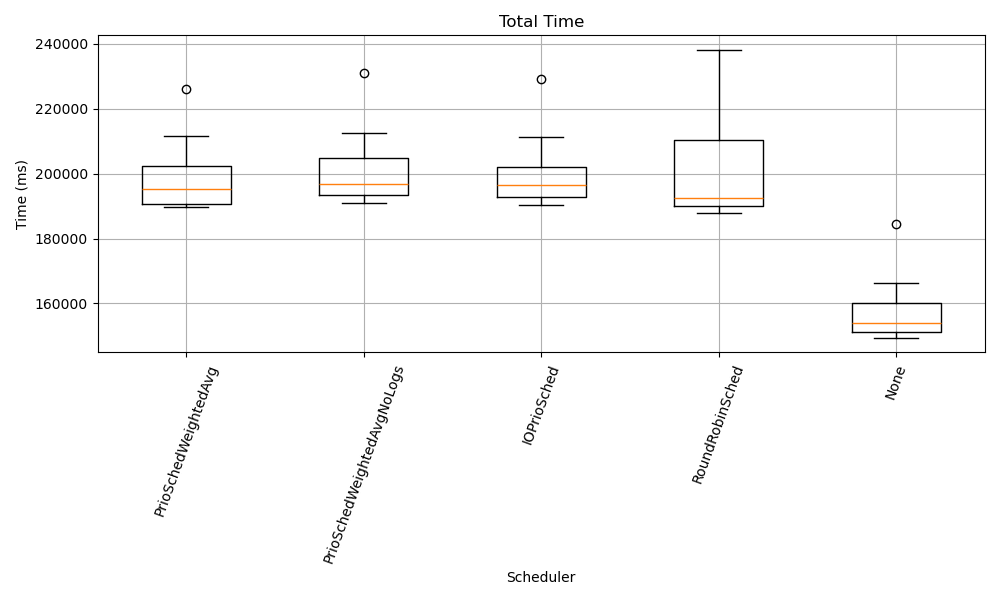 Total Time
240000
220000
200000
180000
160000
Time (ms)
PrioSchedWeightedAvg
PrioSchedWeightedAvgNoLogs
IOPrioSched
RoundRobinSched
None
Scheduler